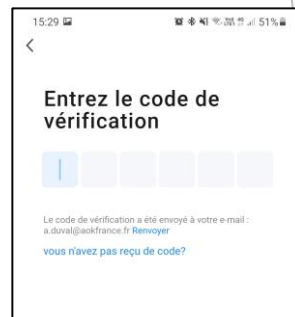 15:29 51%
Entrez le code de
vérification
Le code de vérification a été envoyé à votre e-mail :
a.duval@aokfrance.fr Renvoyer
vous n'avez pas reçu de code?